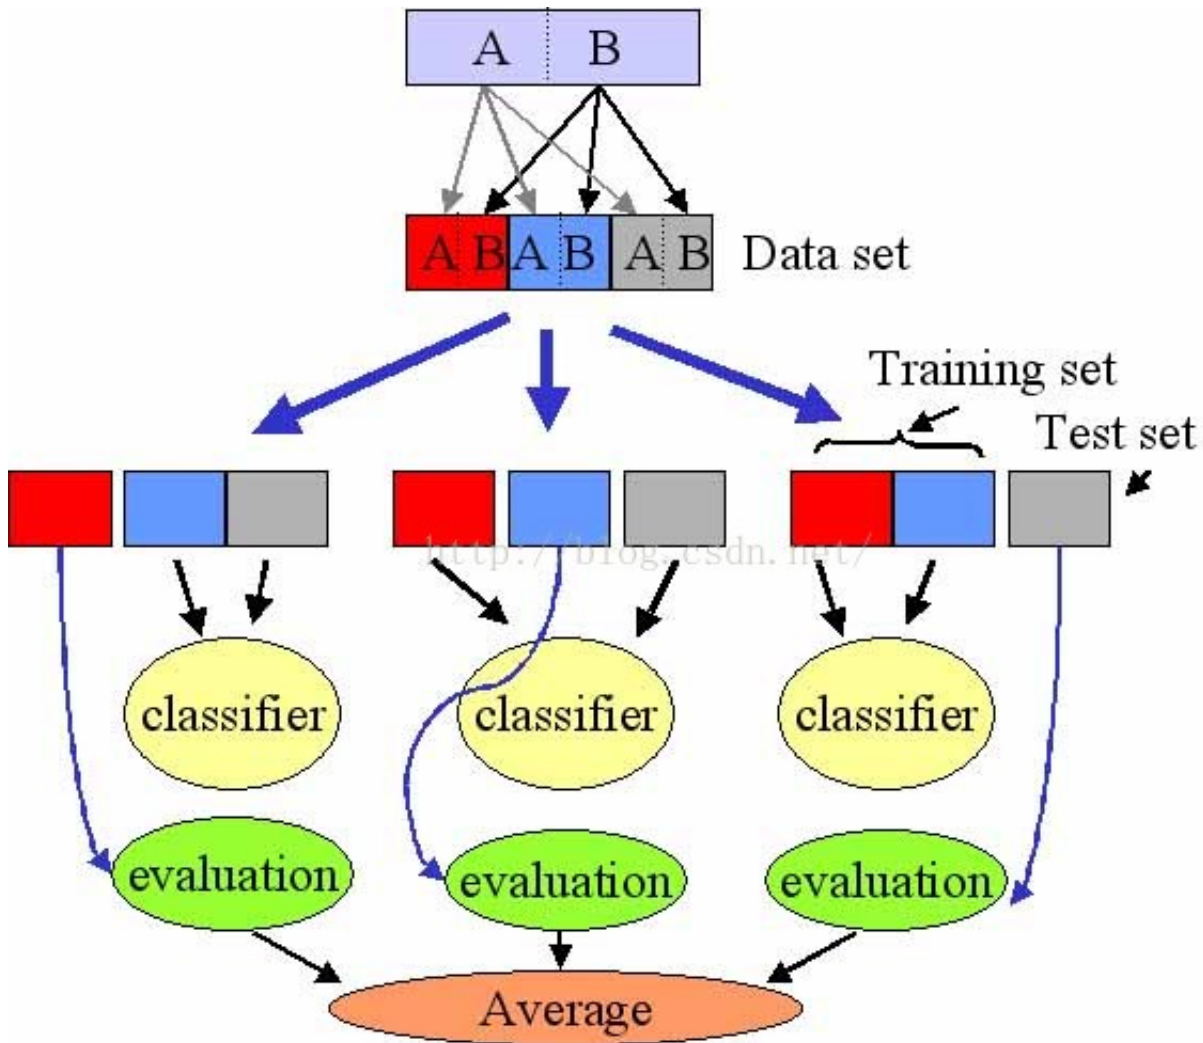 A B
A B A B A B Data set
Training set
Test set
http://blog.csdn.net/
classifier classifier classifier
evaluation evaluation evaluation
Average